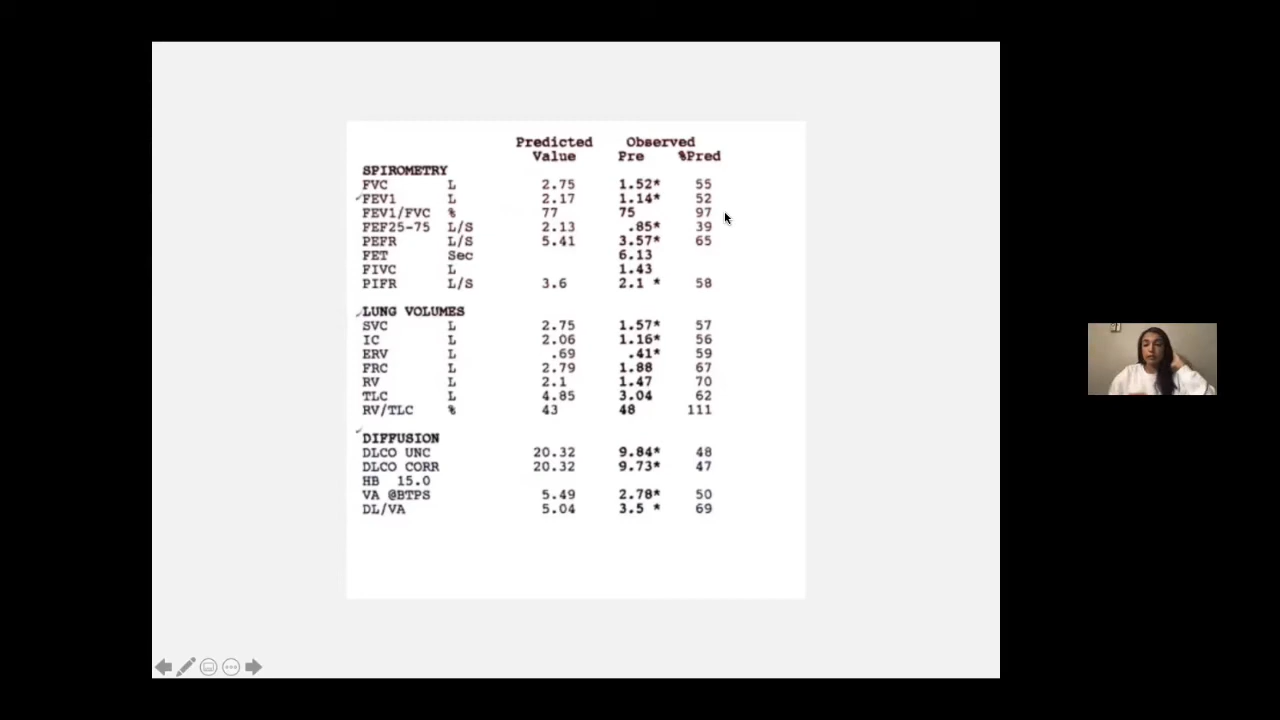 Predicted Observed
Value Pre %Pred
SPIROMETRY
FVC L 2.75 1.52* 55
FEV1 L 2.17 1.14* 52
FEV1/FVC % 77 75 97
FEF25-75 L/S 2.13 .85* 39
PEFR L/S 5.41 3.57* 65
FET Sec 6.13
FIVC L 1.43
PIFR L/S 3.6 2.1 * 58
LUNG VOLUMES
SVC L 2.75 1.57* 57
IC L 2.06 1.16* 56
ERV L .69 .41* 59
FRC L 2.79 1.88 67
RV L 2.1 1.47 70
TLC L 4.85 3.04 62
RV/TLC % 43 48 111
DIFFUSION
DLCO UNC 20.32 9.84* 48
DLCO CORR 20.32 9.73* 47
HB 15.0
VA @BTPS 5.49 2.78* 50
DL/VA 5.04 3.5 * 69